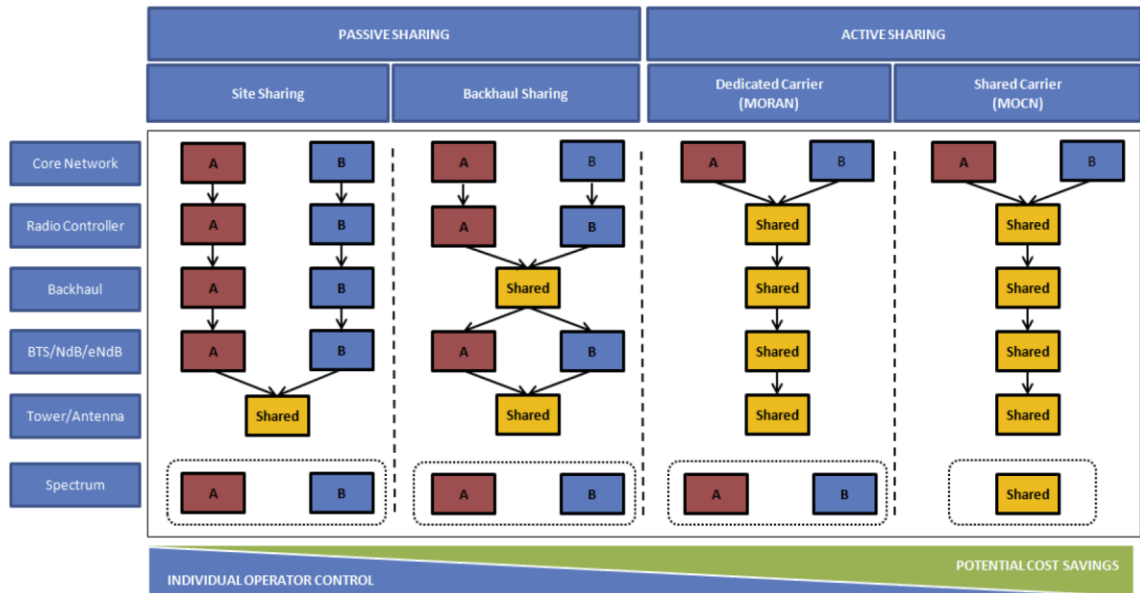 PASSIVE SHARING ACTIVE SHARING
Site Sharing Backhaul Sharing Dedicated Carrier Shared Carrier
(MORAN) (MOCN)
Core Network A B A B A B A B
Radio Controller A B A B Shared Shared
Backhaul A B Shared Shared Shared
BTS/NdB/eNdB A B A B Shared Shared
Tower/Antenna Shared Shared Shared Shared
Spectrum A B A B A B Shared
POTENTIAL COST SAVINGS
INDIVIDUAL OPERATOR CONTROL